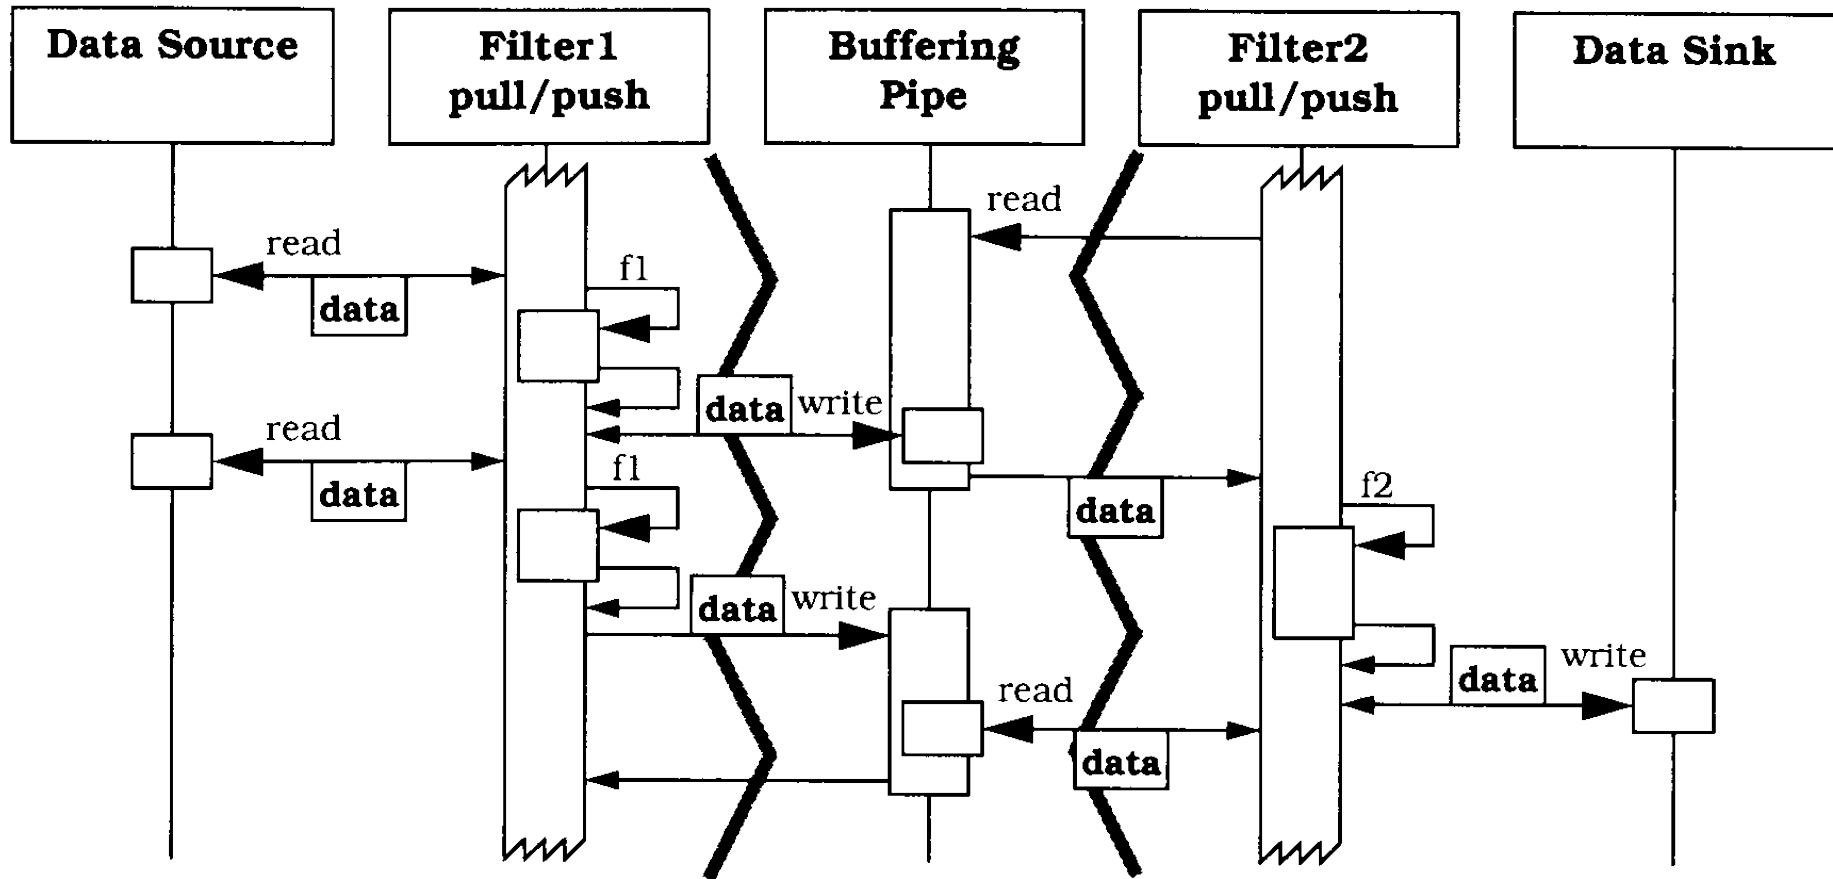 Data Source
Filter1
pull/push
Buffering
Pipe
Filter2
pull/push
Data Sink
read
read
data
f1
data
write
read
data
f1
data
f2
data
write
data
write
read
data